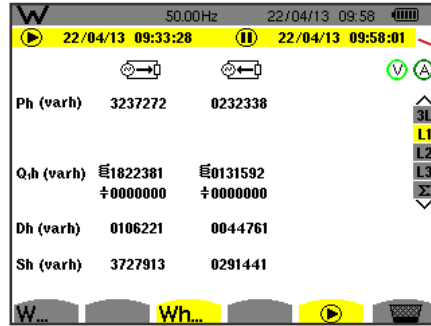 W 50.00Hz 22/04/13 09:58
22/04/13 09:33:28 22/04/13 09:58:01
V A
Ph (varh) 3237272 0232338
3L
L1
Q₁h (varh) 1822381 0131592
L2
÷0000000 ÷0000000
L3
Σ
Dh (varh) 0106221 0044761
Sh (varh) 3727913 0291441
W... Wh...